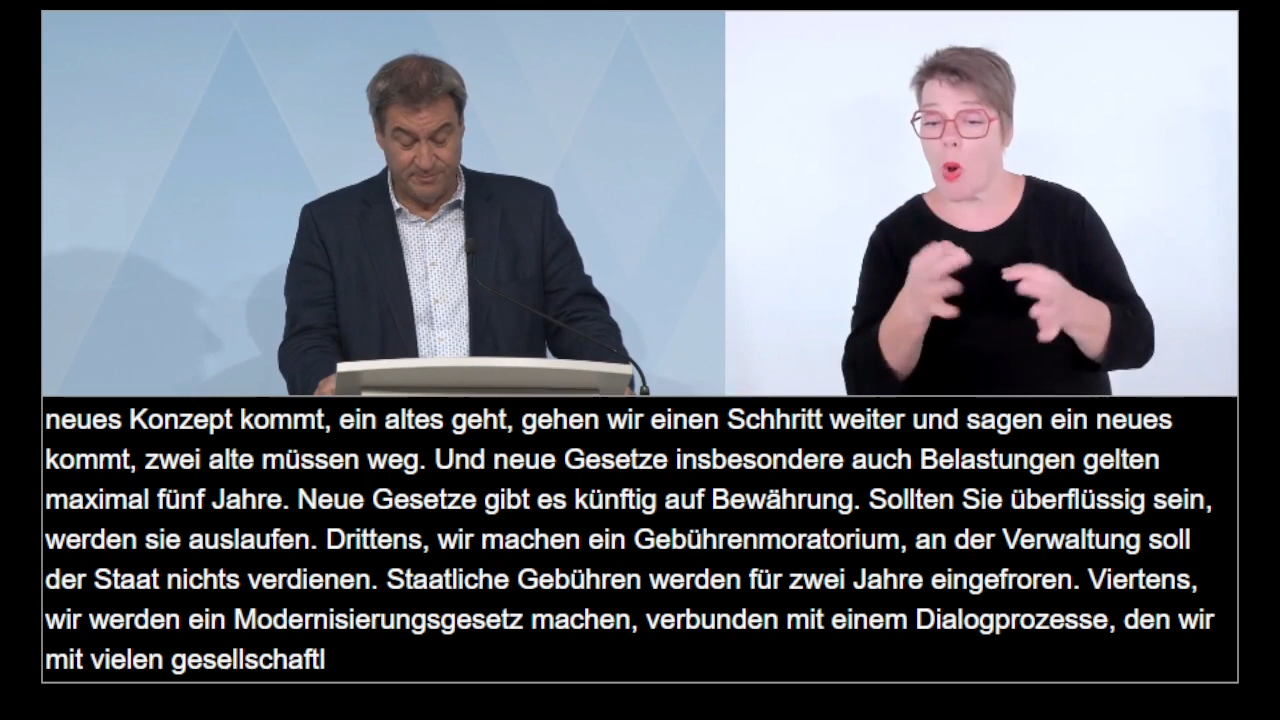 neues Konzept kommt, ein altes geht, gehen wir einen Schhritt weiter und sagen ein neues
kommt, zwei alte müssen weg. Und neue Gesetze insbesondere auch Belastungen gelten
maximal fünf Jahre. Neue Gesetze gibt es künftig auf Bewährung. Sollten Sie überflüssig sein,
werden sie auslaufen. Drittens, wir machen ein Gebührenmoratorium, an der Verwaltung soll
der Staat nichts verdienen. Staatliche Gebühren werden für zwei Jahre eingefroren. Viertens,
wir werden ein Modernisierungsgesetz machen, verbunden mit einem Dialogprozesse, den wir
mit vielen gesellschaftl